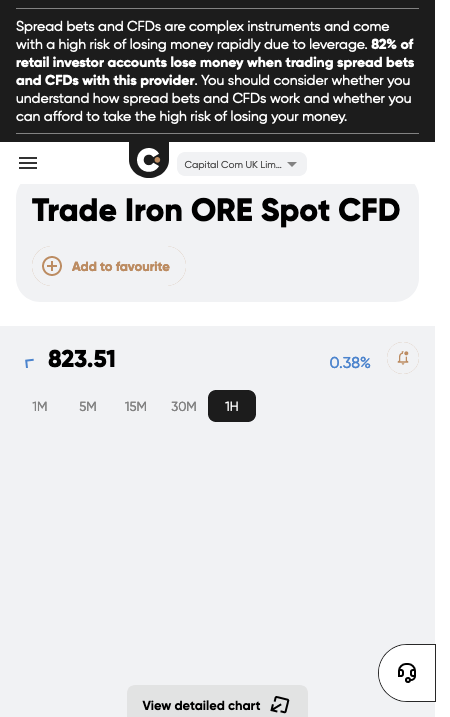 Spread bets and CFDs are complex instruments and come
with a high risk of losing money rapidly due to leverage. 82% of
retail investor accounts lose money when trading spread bets
and CFDs with this provider. You should consider whether you
understand how spread bets and CFDs work and whether you
can afford to take the high risk of losing your money.
Capital Com UK Lim...
Trade Iron ORE Spot CFD
Add to favourite
823.51
0.38%
1M 5M 15M 30M 1H
View detailed chart